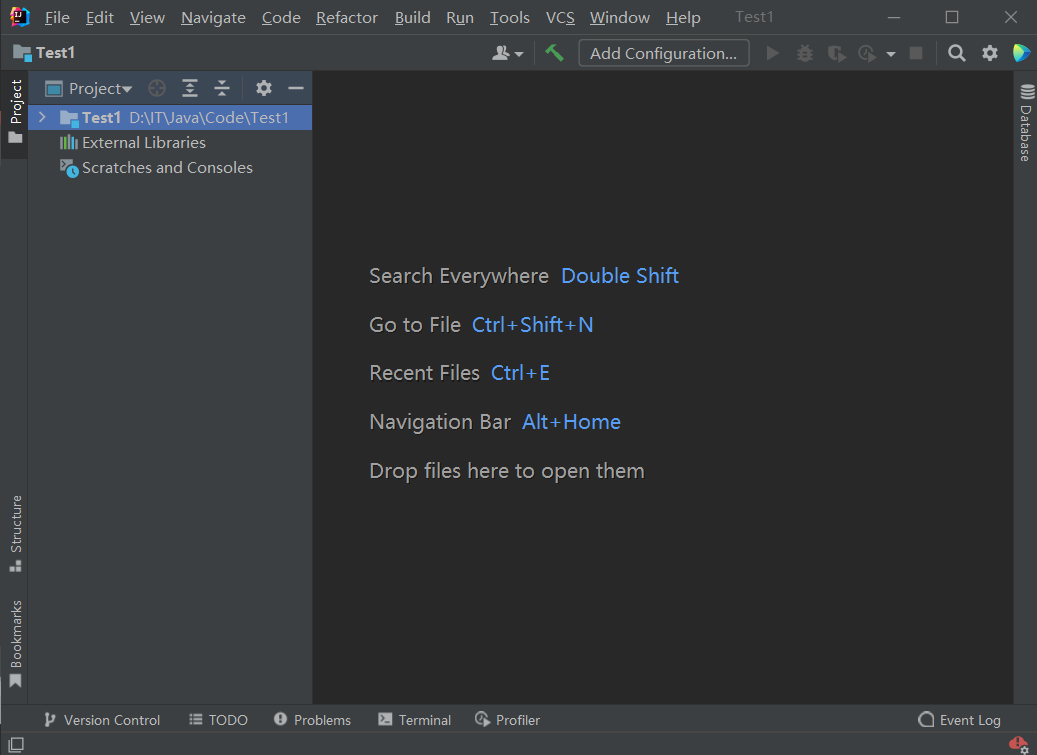 File Edit View Navigate Code Refactor Build Run Tools VCS Window Help Test1
Test1 Add Configuration...
Project
Project
Test1 D:\IT\Java\Code\Test1
External Libraries
Scratches and Consoles
Database
Search Everywhere Double Shift
Go to File Ctrl+Shift+N
Recent Files Ctrl+E
Navigation Bar Alt+Home
Drop files here to open them
Structure
Bookmarks
Version Control TODO Problems Terminal Profiler Event Log